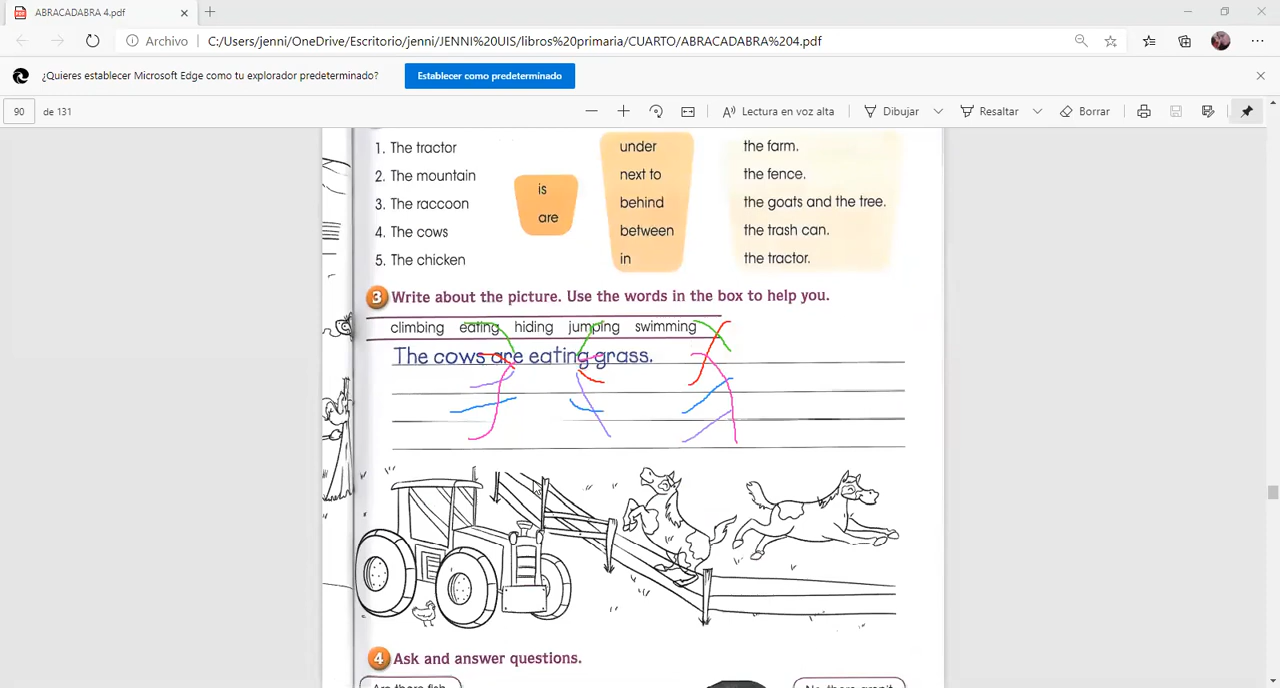 ABRACADABRA 4.pdf
Archivo C:/Users/jenni/OneDrive/Escritorio/jenni/JENNI%20UIS/libros%20primaria/CUARTO/ABRACADABRA%204.pdf
¿Quieres establecer Microsoft Edge como tu explorador predeterminado? Establecer como predeterminado
90 de 131 Lectura en voz alta Dibujar Resaltar Borrar
1. The tractor
2. The mountain
3. The raccoon
4. The cows
5. The chicken
is
are
under
next to
behind
between
in
the farm.
the fence.
the goats and the tree.
the trash can.
the tractor.
3 Write about the picture. Use the words in the box to help you.
climbing eating hiding jumping swimming
The cows are eating grass.
4 Ask and answer questions.